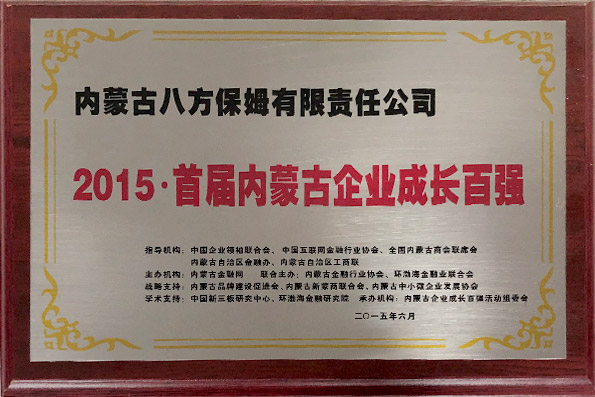 内蒙古八方保姆有限责任公司
2015·首届内蒙古企业成长百强
指导机构：中国企业领袖联合会、中国互联网金融行业协会、全国内蒙古商会联席会
内蒙古自治区金融办、内蒙古自治区工商联
主办机构：内蒙古金融网 联合主办：内蒙古金融行业协会、环渤海金融业联合会
战略支持：内蒙古品牌建设促进会、内蒙古新蒙商联合会、内蒙古中小微企业发展协会
学术支持：中国新三板研究中心、环渤海金融研究院 承办机构：内蒙古企业成长百强活动组委会
二〇一五年六月